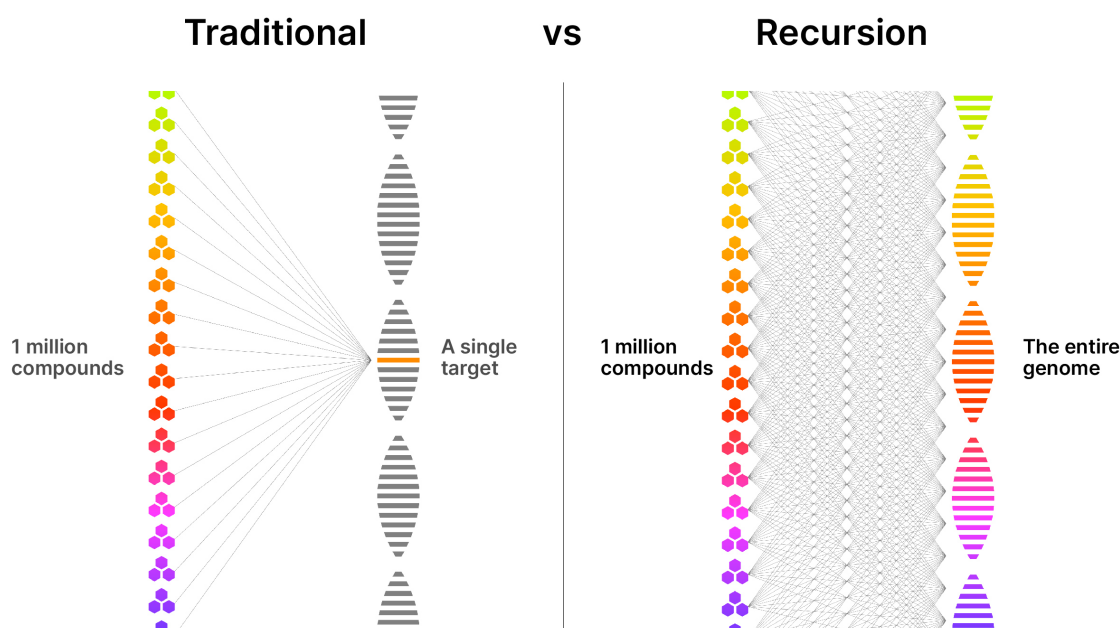 Traditional
vs
Recursion
1 million
compounds
A single
target
1 million
compounds
The entire
genome